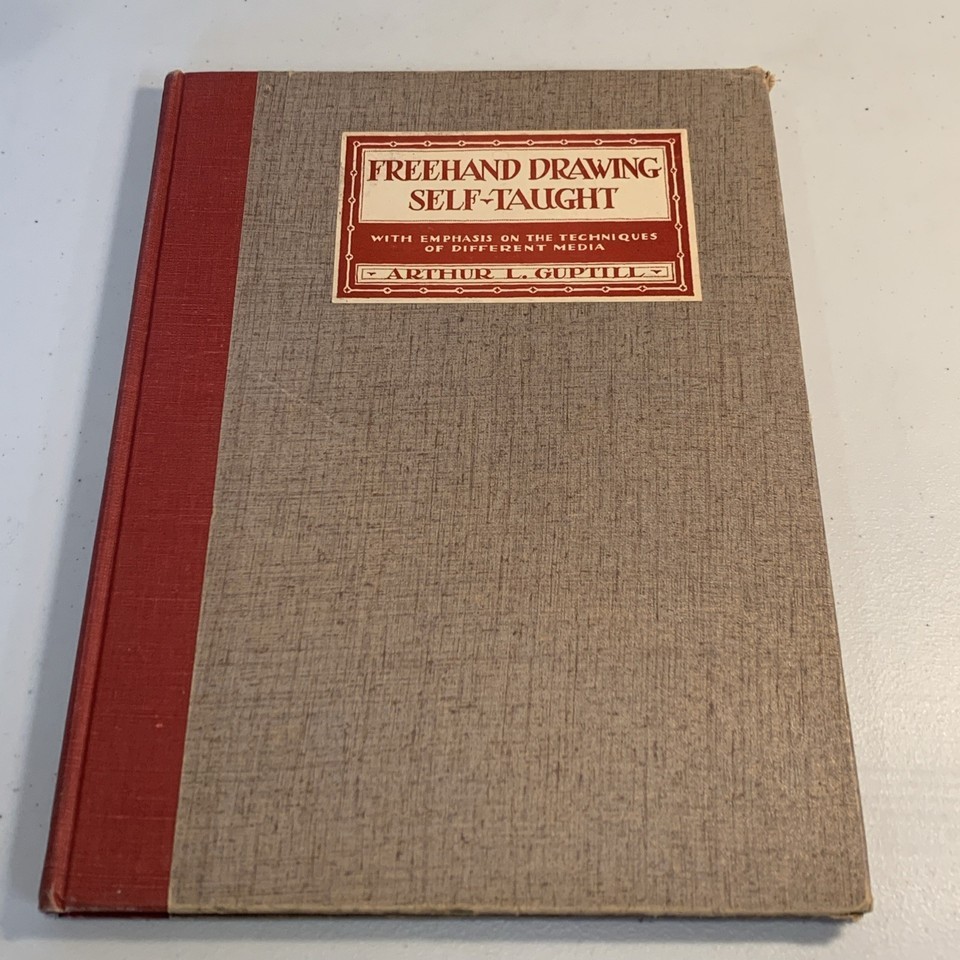 FREEHAND DRAWING
SELF-TAUGHT
WITH EMPHASIS ON THE TECHNIQUES
OF DIFFERENT MEDIA
ARTHUR L. GUPTILL